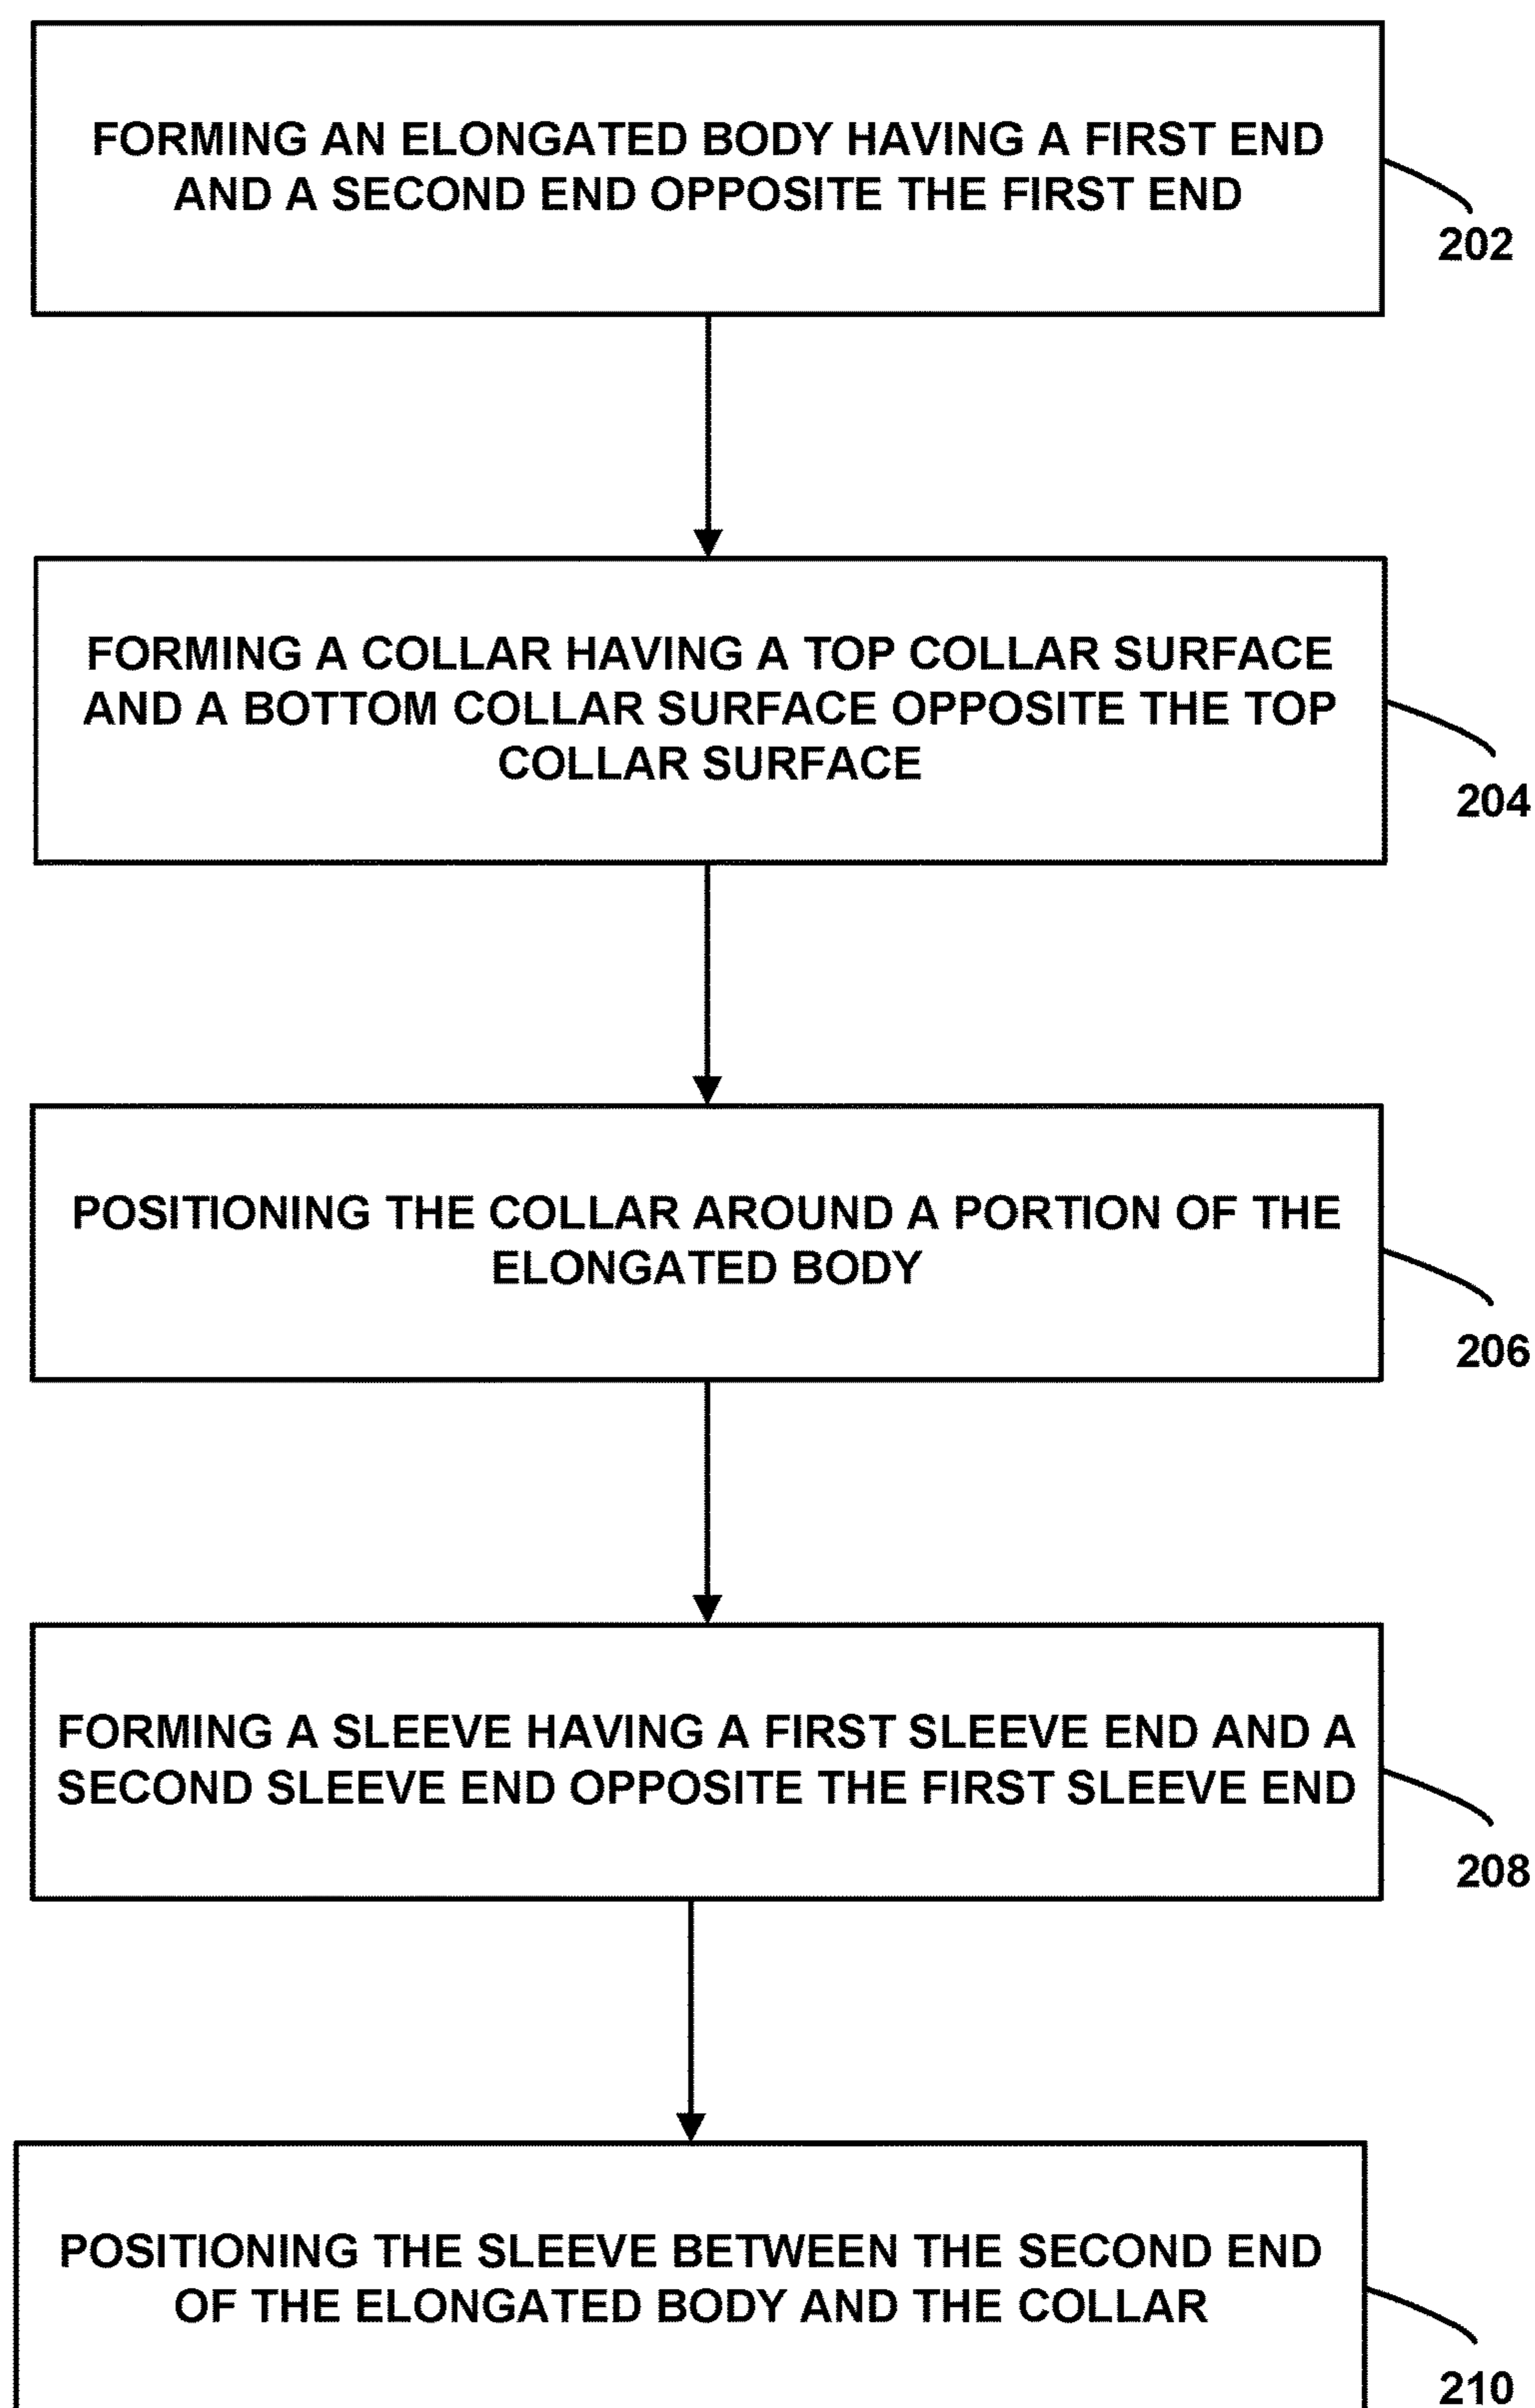 FORMING AN ELONGATED BODY HAVING A FIRST END
AND A SECOND END OPPOSITE THE FIRST END
202
FORMING A COLLAR HAVING A TOP COLLAR SURFACE
AND A BOTTOM COLLAR SURFACE OPPOSITE THE TOP
COLLAR SURFACE
204
POSITIONING THE COLLAR AROUND A PORTION OF THE
ELONGATED BODY
206
FORMING A SLEEVE HAVING A FIRST SLEEVE END AND A
SECOND SLEEVE END OPPOSITE THE FIRST SLEEVE END
208
POSITIONING THE SLEEVE BETWEEN THE SECOND END
OF THE ELONGATED BODY AND THE COLLAR
210